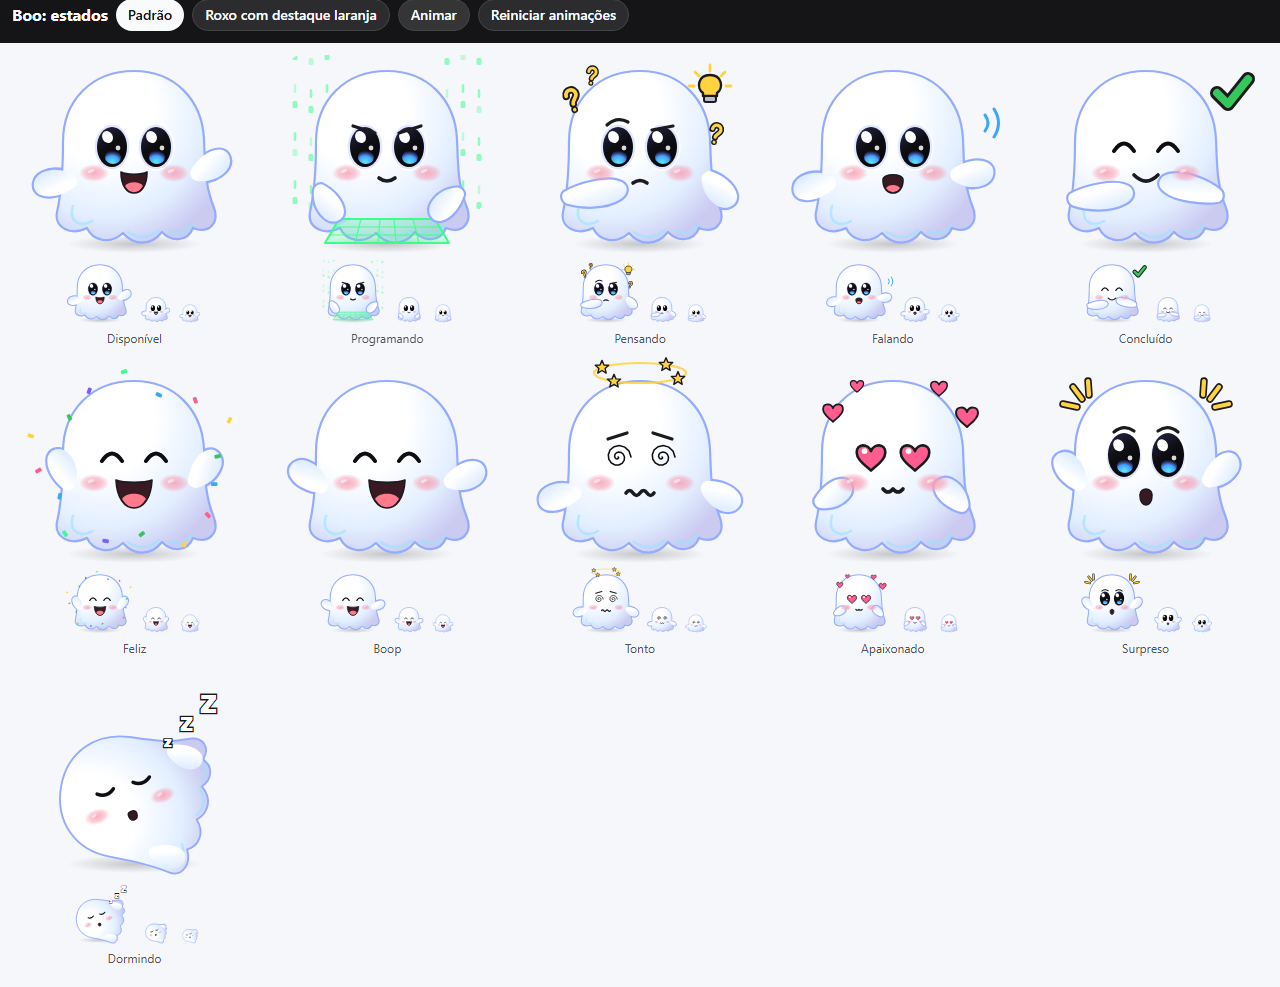 Boo: estados
Padrão
Roxo com destaque laranja
Animar
Reiniciar animações
? ? ?
Disponível
Programando
Pensando
Falando
Concluído
Feliz
Boop
Tonto
Apaixonado
Surpreso
z Z Z
Dormindo